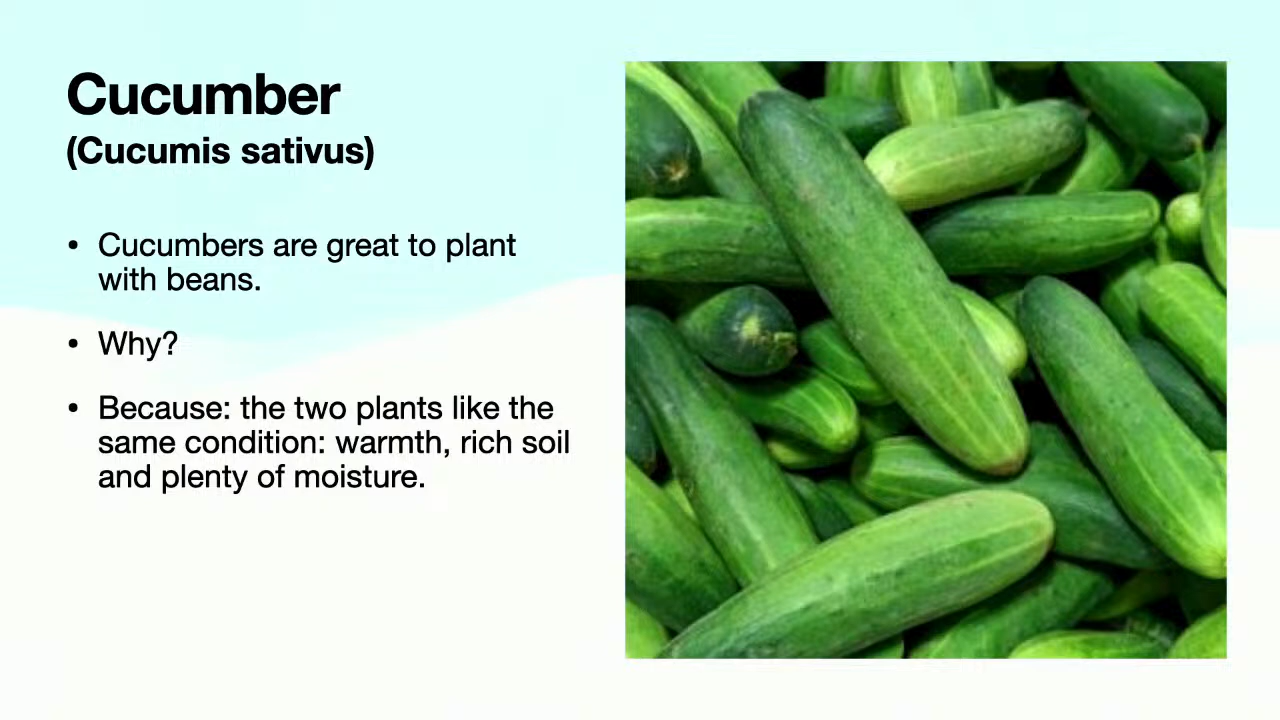 Cucumber
(Cucumis sativus)
• Cucumbers are great to plant
with beans.
• Why?
• Because: the two plants like the
same condition: warmth, rich soil
and plenty of moisture.